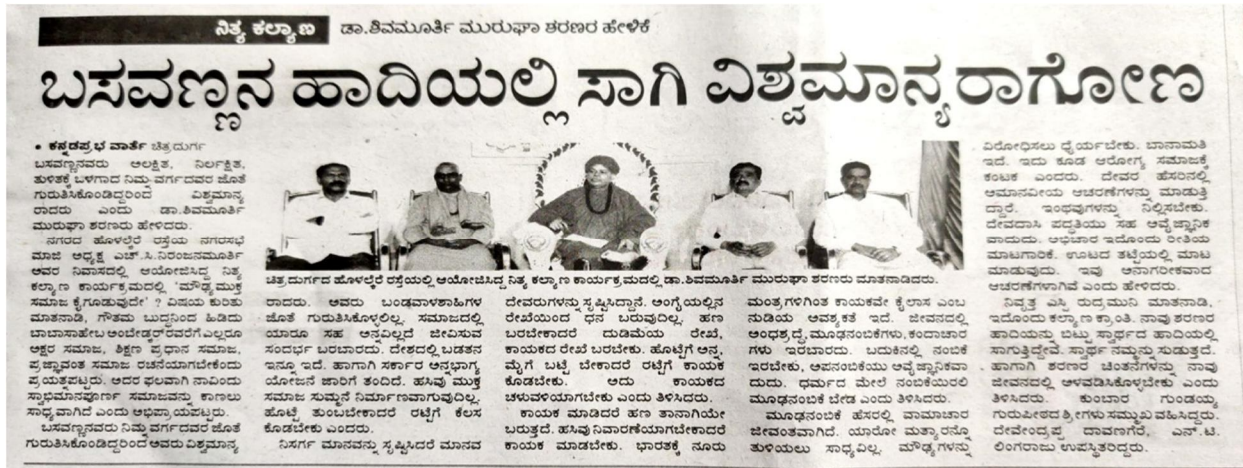 ನಿತ್ಯ ಕಲ್ಯಾಣ ಡಾ.ಶಿವಮೂರ್ತಿ ಮುರುಘಾ ಶರಣರ ಹೇಳಿಕೆ
ಬಸವಣ್ಣನ ಹಾದಿಯಲ್ಲಿ ಸಾಗಿ ವಿಶ್ವಮಾನ್ಯರಾಗೋಣ
• ಕನ್ನಡಪ್ರಭ ವಾರ್ತೆ ಚಿತ್ರದುರ್ಗ
ಬಸವಣ್ಣನವರು ಅಲಕ್ಷಿತ, ನಿರ್ಲಕ್ಷಿತ,
ತುಳಿತಕ್ಕೆ ಒಳಗಾದ ನಿಮ್ನ ವರ್ಗದವರ ಜೊತೆ
ಗುರುತಿಸಿಕೊಂಡಿದ್ದರಿಂದ ವಿಶ್ವಮಾನ್ಯ
ರಾದರು ಎಂದು ಡಾ.ಶಿವಮೂರ್ತಿ
ಮುರುಘಾ ಶರಣರು ಹೇಳಿದರು.
ನಗರದ ಹೊಳಲ್ಕೆರೆ ರಸ್ತೆಯ ನಗರಸಭೆ
ಮಾಜಿ ಅಧ್ಯಕ್ಷ ಎಚ್.ಸಿ.ನಿರಂಜನಮೂರ್ತಿ
ಅವರ ನಿವಾಸದಲ್ಲಿ ಆಯೋಜಿಸಿದ್ದ ನಿತ್ಯ
ಕಲ್ಯಾಣ ಕಾರ್ಯಕ್ರಮದಲ್ಲಿ 'ಮೌಢ್ಯಮುಕ್ತ
ಸಮಾಜ ಕೈಗೂಡುವುದೇ' ? ವಿಷಯ ಕುರಿತು
ಮಾತನಾಡಿ, ಗೌತಮ ಬುದ್ಧನಿಂದ ಹಿಡಿದು
ಬಾಬಾಸಾಹೇಬ ಅಂಬೇಡ್ಕರ್‌ರವರೆಗೆ ಎಲ್ಲರೂ
ಅಕ್ಷರ ಸಮಾಜ, ಶಿಕ್ಷಣ ಪ್ರಧಾನ ಸಮಾಜ,
ಪ್ರಜ್ಞಾವಂತ ಸಮಾಜ ರಚನೆಯಾಗಬೇಕೆಂದು
ಪ್ರಯತ್ನಪಟ್ಟರು. ಅದರ ಫಲವಾಗಿ ನಾವಿಂದು
ಸ್ವಾಭಿಮಾನಪೂರ್ಣ ಸಮಾಜವನ್ನು ಕಾಣಲು
ಸಾಧ್ಯವಾಗಿದೆ ಎಂದು ಅಭಿಪ್ರಾಯಪಟ್ಟರು.
ಬಸವಣ್ಣನವರು ನಿಮ್ನ ವರ್ಗದವರ ಜೊತೆ
ಗುರುತಿಸಿಕೊಂಡಿದ್ದರಿಂದ ಅವರು ವಿಶ್ವಮಾನ್ಯ
ಚಿತ್ರದುರ್ಗದ ಹೊಳಲ್ಕೆರೆ ರಸ್ತೆಯಲ್ಲಿ ಆಯೋಜಿಸಿದ್ದ ನಿತ್ಯ ಕಲ್ಯಾಣ ಕಾರ್ಯಕ್ರಮದಲ್ಲಿ ಡಾ.ಶಿವಮೂರ್ತಿ ಮುರುಘಾ ಶರಣರು ಮಾತನಾಡಿದರು.
ರಾದರು. ಅವರು ಬಂಡವಾಳಶಾಹಿಗಳ
ಜೊತೆ ಗುರುತಿಸಿಕೊಳ್ಳಲಿಲ್ಲ. ಸಮಾಜದಲ್ಲಿ
ಯಾರೂ ಸಹ ಅನ್ನವಿಲ್ಲದೆ ಜೀವಿಸುವ
ಸಂದರ್ಭ ಬರಬಾರದು. ದೇಶದಲ್ಲಿ ಬಡತನ
ಇನ್ನೂ ಇದೆ. ಹಾಗಾಗಿ ಸರ್ಕಾರ ಅನ್ನಭಾಗ್ಯ
ಯೋಜನೆ ಜಾರಿಗೆ ತಂದಿದೆ. ಹಸಿವು ಮುಕ್ತ
ಸಮಾಜ ಸುಮ್ಮನೆ ನಿರ್ಮಾಣವಾಗುವುದಿಲ್ಲ.
ಹೊಟ್ಟೆ ತುಂಬಬೇಕಾದರೆ ರಟ್ಟೆಗೆ ಕೆಲಸ
ಕೊಡಬೇಕು ಎಂದರು.
ನಿಸರ್ಗ ಮಾನವನ್ನು ಸೃಷ್ಟಿಸಿದರೆ ಮಾನವ
ದೇವರುಗಳನ್ನು ಸೃಷ್ಟಿಸಿದ್ದಾನೆ. ಅಂಗೈಯಲ್ಲಿನ
ರೇಖೆಯಿಂದ ಧನ ಬರುವುದಿಲ್ಲ. ಹಣ
ಬರಬೇಕಾದರೆ ದುಡಿಮೆಯ ರೇಖೆ,
ಕಾಯಕದ ರೇಖೆ ಬರಬೇಕು. ಹೊಟ್ಟೆಗೆ ಅನ್ನ,
ಮೈಗೆ ಬಟ್ಟೆ ಬೇಕಾದರೆ ರಟ್ಟೆಗೆ ಕಾಯಕ
ಕೊಡಬೇಕು. ಅದು ಕಾಯಕದ
ಚಳುವಳಿಯಾಗಬೇಕು ಎಂದು ತಿಳಿಸಿದರು.
ಕಾಯಕ ಮಾಡಿದರೆ ಹಣ ತಾನಾಗಿಯೇ
ಬರುತ್ತದೆ. ಹಸಿವು ನಿವಾರಣೆಯಾಗಬೇಕಾದರೆ
ಕಾಯಕ ಮಾಡಬೇಕು. ಭಾರತಕ್ಕೆ ನೂರು
ಮಂತ್ರಗಳಿಗಿಂತ ಕಾಯಕವೇ ಕೈಲಾಸ ಎಂಬ
ನುಡಿಯ ಅವಶ್ಯಕತೆ ಇದೆ. ಜೀವನದಲ್ಲಿ
ಅಂಧಶ್ರದ್ಧೆ, ಮೂಢನಂಬಿಕೆಗಳು, ಕಂದಾಚಾರ
ಗಳು ಇರಬಾರದು. ಬದುಕಿನಲ್ಲಿ ನಂಬಿಕೆ
ಇರಬೇಕು, ಅಪನಂಬಿಕೆಯು ಅವೈಜ್ಞಾನಿಕವಾ
ದುದು. ಧರ್ಮದ ಮೇಲೆ ನಂಬಿಕೆಯಿರಲಿ
ಮೂಢನಂಬಿಕೆ ಬೇಡ ಎಂದು ತಿಳಿಸಿದರು.
ಮೂಢನಂಬಿಕೆ ಹೆಸರಲ್ಲಿ ವಾಮಾಚಾರ
ಜೀವಂತವಾಗಿದೆ. ಯಾರೋ ಮತ್ಯಾರನ್ನೊ
ತುಳಿಯಲು ಸಾಧ್ಯವಿಲ್ಲ. ಮೌಢ್ಯಗಳನ್ನು
ವಿರೋಧಿಸಲು ಧೈರ್ಯಬೇಕು. ಬಾನಾಮತಿ
ಇದೆ. ಇದು ಕೂಡ ಆರೋಗ್ಯ ಸಮಾಜಕ್ಕೆ
ಕಂಟಕ ಎಂದರು. ದೇವರ ಹೆಸರಿನಲ್ಲಿ
ಅಮಾನವೀಯ ಆಚರಣೆಗಳನ್ನು ಮಾಡುತ್ತಿ
ದ್ದಾರೆ. ಇಂಥವುಗಳನ್ನು ನಿಲ್ಲಿಸಬೇಕು.
ದೇವದಾಸಿ ಪದ್ಧತಿಯು ಸಹ ಅವೈಜ್ಞಾನಿಕ
ವಾದುದು. ಅಭಿಚಾರ ಇದೊಂದು ರೀತಿಯ
ಮಾಟಗಾರಿಕೆ. ಊಟದ ತಟ್ಟೆಯಲ್ಲಿ ಮಾಟ
ಮಾಡುವುದು. ಇವು ಅನಾಗರೀಕವಾದ
ಆಚರಣೆಗಳಾಗಿವೆ ಎಂದು ಹೇಳಿದರು.
ನಿವೃತ್ತ ಎಸ್ಪಿ ರುದ್ರಮುನಿ ಮಾತನಾಡಿ,
ಇದೊಂದು ಕಲ್ಯಾಣ ಕ್ರಾಂತಿ. ನಾವು ಶರಣರ
ಹಾದಿಯನ್ನು ಬಿಟ್ಟು ಸ್ವಾರ್ಥದ ಹಾದಿಯಲ್ಲಿ
ಸಾಗುತ್ತಿದ್ದೇವೆ. ಸ್ವಾರ್ಥ ನಮ್ಮನ್ನು ಸುಡುತ್ತದೆ.
ಹಾಗಾಗಿ ಶರಣರ ಚಿಂತನೆಗಳನ್ನು ನಾವು
ಜೀವನದಲ್ಲಿ ಅಳವಡಿಸಿಕೊಳ್ಳಬೇಕು ಎಂದು
ತಿಳಿಸಿದರು. ಕುಂಬಾರ ಗುಂಡಯ್ಯ
ಗುರುಪೀಠದ ಶ್ರೀಗಳು ಸಮ್ಮುಖ ವಹಿಸಿದ್ದರು.
ದೇವೇಂದ್ರಪ್ಪ ದಾವಣಗೆರೆ, ಎನ್.ಟಿ.
ಲಿಂಗರಾಜು ಉಪಸ್ಥಿತರಿದ್ದರು.